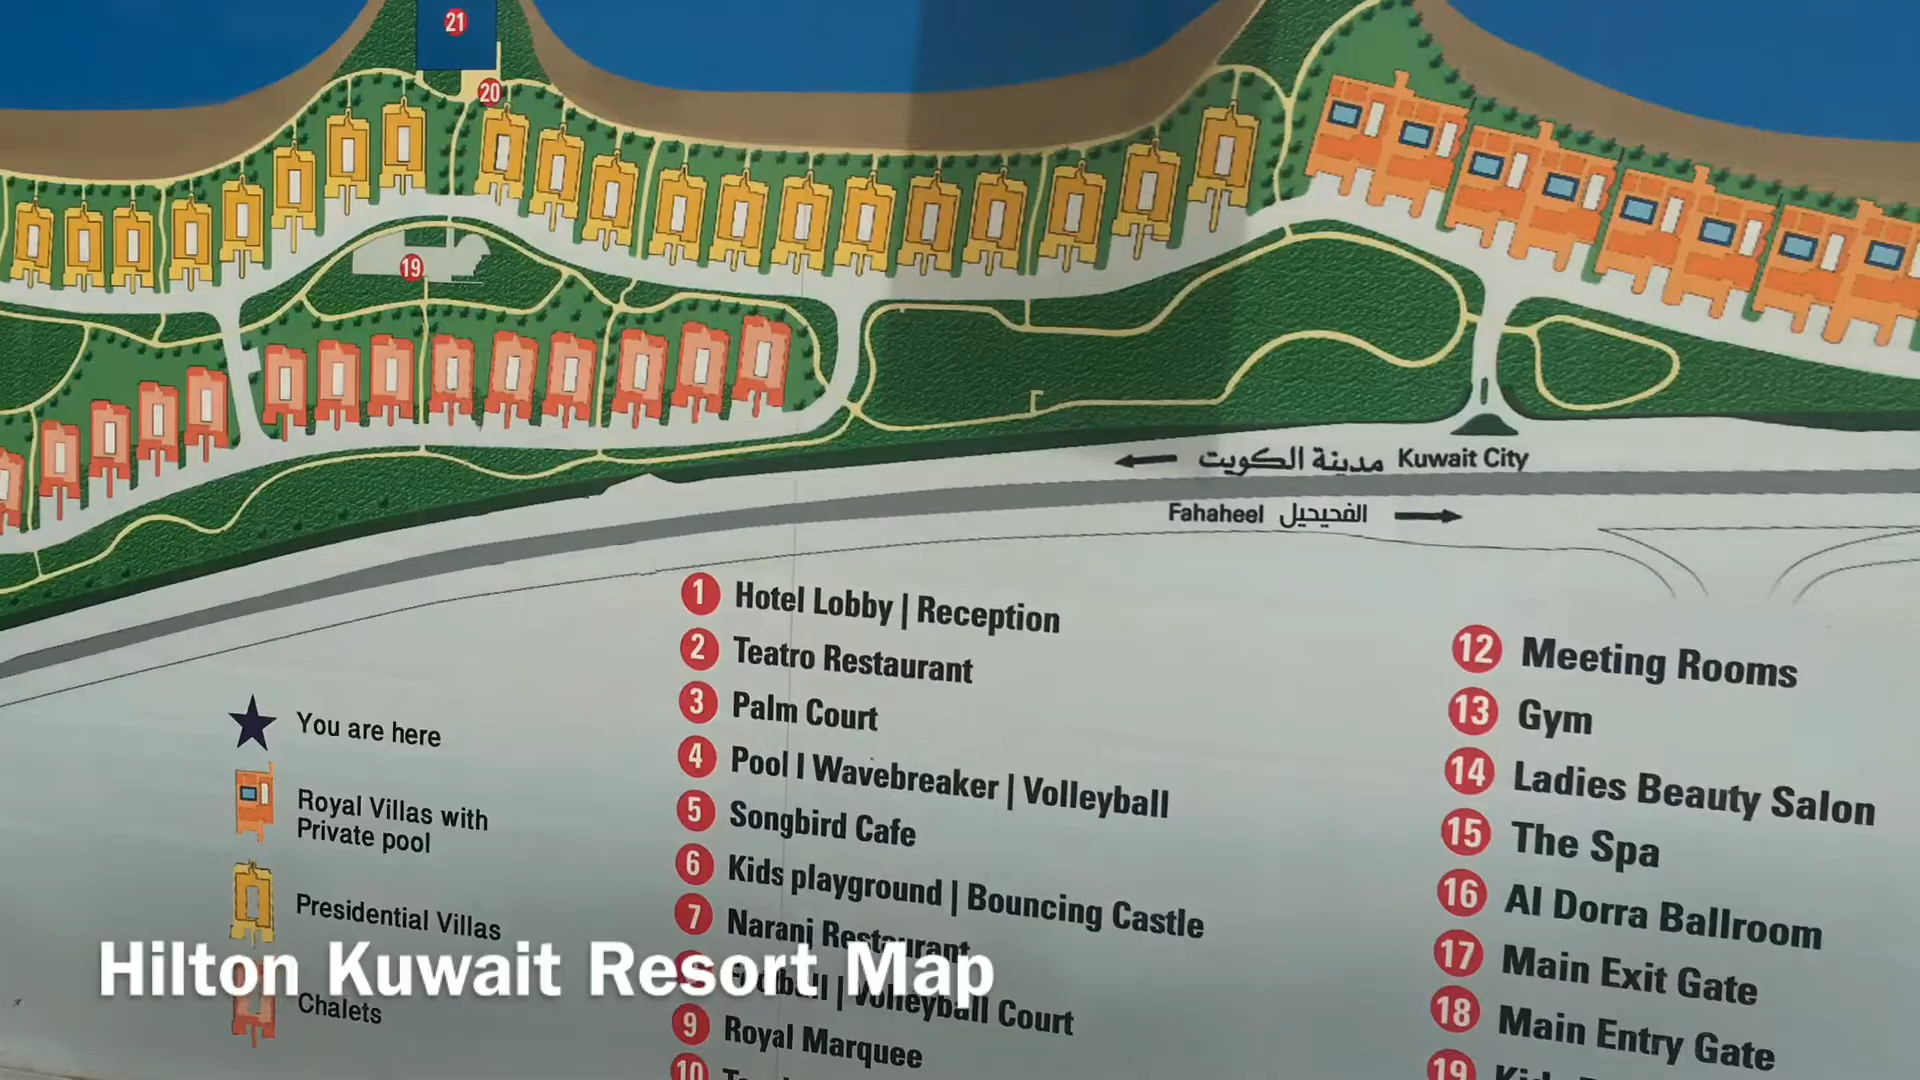 21
20
19
مدينة الكويت Kuwait City
Fahaheel الفحيحيل
You are here
Royal Villas with
Private pool
Presidential Villas
Chalets
1 Hotel Lobby | Reception
2 Teatro Restaurant
3 Palm Court
4 Pool | Wavebreaker | Volleyball
5 Songbird Cafe
6 Kids playground | Bouncing Castle
7 Naranj Restaurant
Football | Volleyball Court
9 Royal Marquee
10
12 Meeting Rooms
13 Gym
14 Ladies Beauty Salon
15 The Spa
16 Al Dorra Ballroom
17 Main Exit Gate
18 Main Entry Gate
19
Hilton Kuwait Resort Map